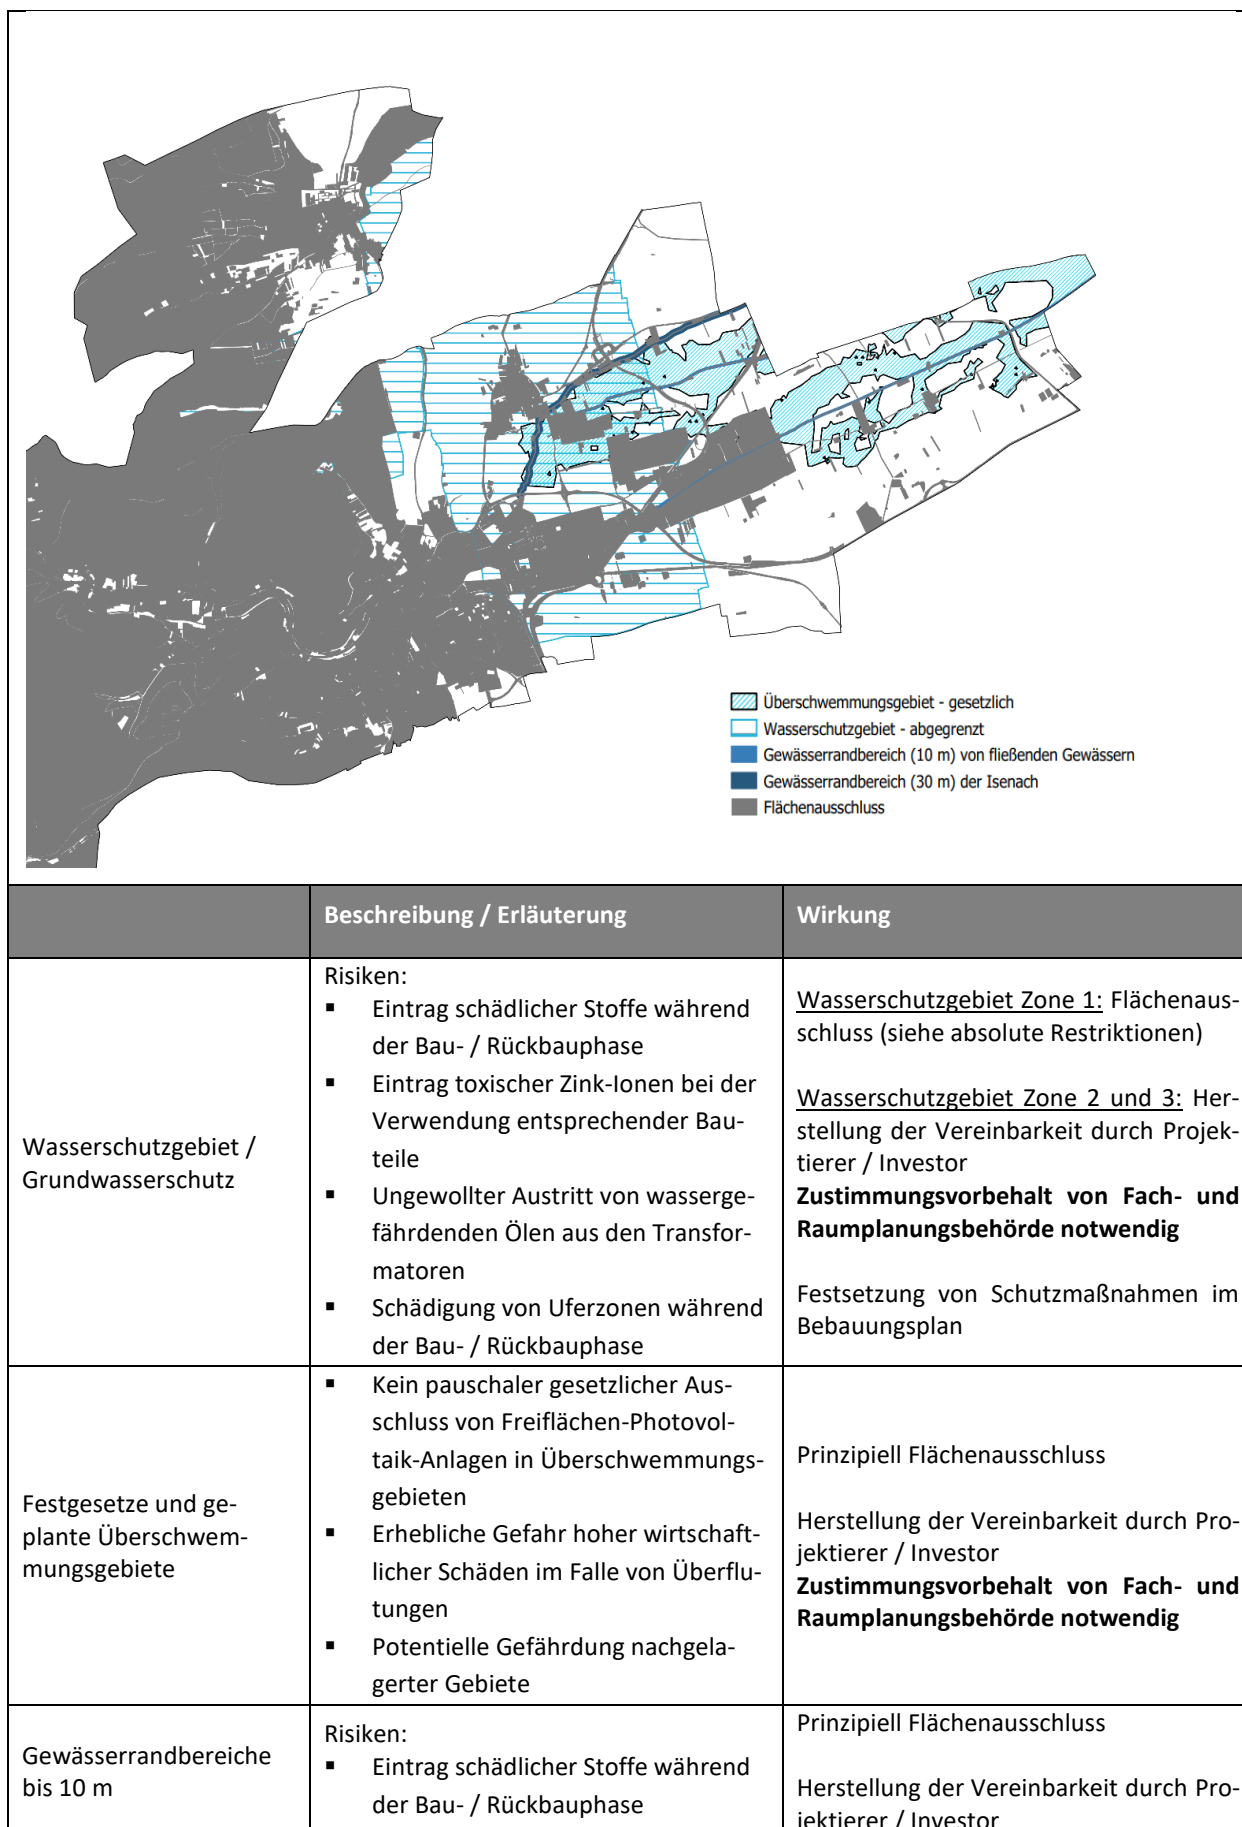 Überschwemmungsgebiet - gesetzlich
Wasserschutzgebiet - abgegrenzt
Gewässerrandbereich (10 m) von fließenden Gewässern
Gewässerrandbereich (30 m) der Isenach
Flächenausschluss
Beschreibung / Erläuterung
Wirkung
Wasserschutzgebiet /
Grundwasserschutz
Risiken:
▪ Eintrag schädlicher Stoffe während
der Bau- / Rückbauphase
▪ Eintrag toxischer Zink-Ionen bei der
Verwendung entsprechender Bau-
teile
▪ Ungewollter Austritt von wasserge-
fährdenden Ölen aus den Transfor-
matoren
▪ Schädigung von Uferzonen während
der Bau- / Rückbauphase
Wasserschutzgebiet Zone 1: Flächenaus-
schluss (siehe absolute Restriktionen)
Wasserschutzgebiet Zone 2 und 3: Her-
stellung der Vereinbarkeit durch Projek-
tierer / Investor
Zustimmungsvorbehalt von Fach- und
Raumplanungsbehörde notwendig
Festsetzung von Schutzmaßnahmen im
Bebauungsplan
Festgesetze und ge-
plante Überschwem-
mungsgebiete
▪ Kein pauschaler gesetzlicher Aus-
schluss von Freiflächen-Photovol-
taik-Anlagen in Überschwemmungs-
gebieten
▪ Erhebliche Gefahr hoher wirtschaft-
licher Schäden im Falle von Überflu-
tungen
▪ Potentielle Gefährdung nachgela-
gerter Gebiete
Prinzipiell Flächenausschluss
Herstellung der Vereinbarkeit durch Pro-
jektierer / Investor
Zustimmungsvorbehalt von Fach- und
Raumplanungsbehörde notwendig
Gewässerrandbereiche
bis 10 m
Risiken:
▪ Eintrag schädlicher Stoffe während
der Bau- / Rückbauphase
Prinzipiell Flächenausschluss
Herstellung der Vereinbarkeit durch Pro-
jektierer / Investor